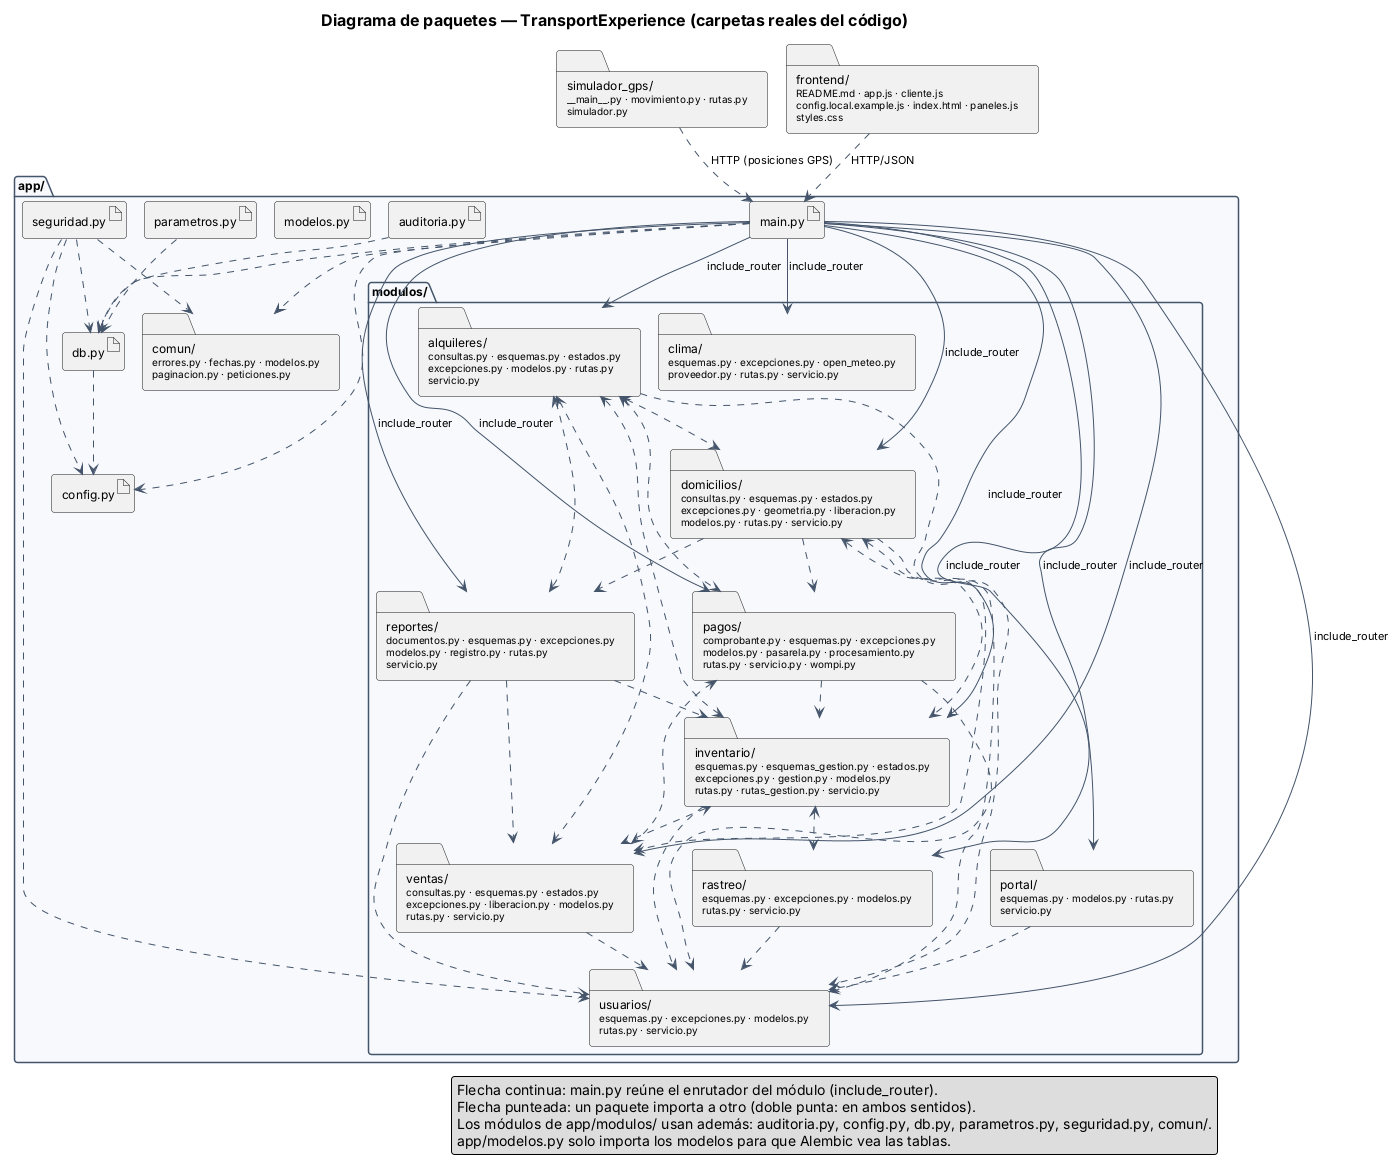 Diagrama de paquetes — TransportExperience (carpetas reales del código)
simulador_gps/
__main__.py · movimiento.py · rutas.py
simulador.py
frontend/
README.md · app.js · cliente.js
config.local.example.js · index.html · paneles.js
styles.css
HTTP (posiciones GPS)
HTTP/JSON
app/
seguridad.py
parametros.py
modelos.py
auditoria.py
main.py
include_router
include_router
modulos/
db.py
comun/
errores.py · fechas.py · modelos.py
paginacion.py · peticiones.py
alquileres/
consultas.py · esquemas.py · estados.py
excepciones.py · modelos.py · rutas.py
servicio.py
clima/
esquemas.py · excepciones.py · open_meteo.py
proveedor.py · rutas.py · servicio.py
include_router
include_router
include_router
config.py
domicilios/
consultas.py · esquemas.py · estados.py
excepciones.py · geometria.py · liberacion.py
modelos.py · rutas.py · servicio.py
include_router
include_router
include_router
include_router
reportes/
documentos.py · esquemas.py · excepciones.py
modelos.py · registro.py · rutas.py
servicio.py
pagos/
comprobante.py · esquemas.py · excepciones.py
modelos.py · pasarela.py · procesamiento.py
rutas.py · servicio.py · wompi.py
include_router
inventario/
esquemas.py · esquemas_gestion.py · estados.py
excepciones.py · gestion.py · modelos.py
rutas.py · rutas_gestion.py · servicio.py
ventas/
consultas.py · esquemas.py · estados.py
excepciones.py · liberacion.py · modelos.py
rutas.py · servicio.py
rastreo/
esquemas.py · excepciones.py · modelos.py
rutas.py · servicio.py
portal/
esquemas.py · modelos.py · rutas.py
servicio.py
usuarios/
esquemas.py · excepciones.py · modelos.py
rutas.py · servicio.py
Flecha continua: main.py reúne el enrutador del módulo (include_router).
Flecha punteada: un paquete importa a otro (doble punta: en ambos sentidos).
Los módulos de app/modulos/ usan además: auditoria.py, config.py, db.py, parametros.py, seguridad.py, comun/.
app/modelos.py solo importa los modelos para que Alembic vea las tablas.